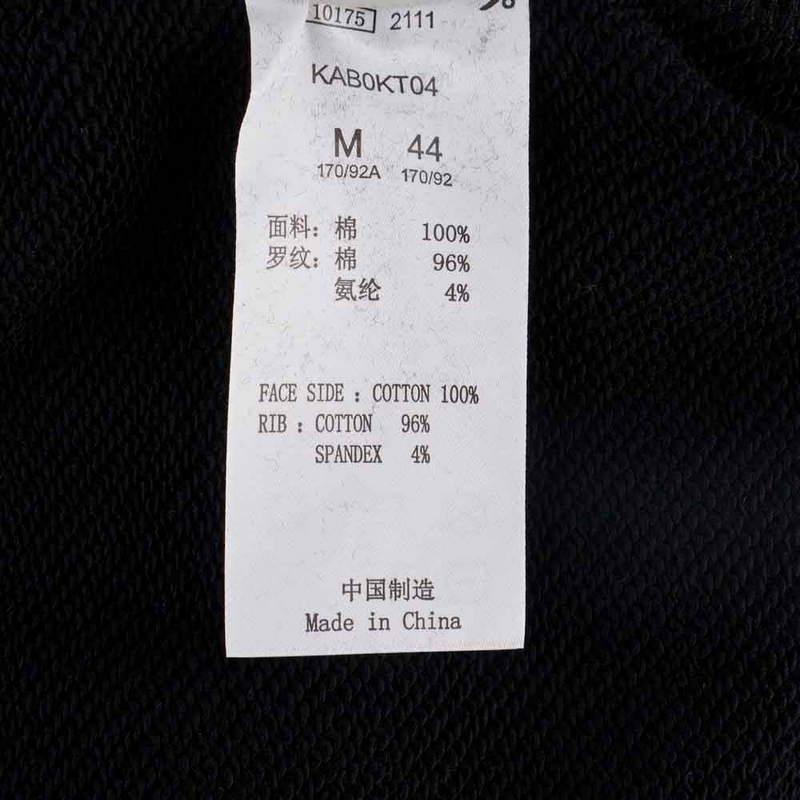 10175 2111
KAB0KT04
M 44
170/92A 170/92
面料：棉 100%
罗纹：棉 96%
氨纶 4%
FACE SIDE : COTTON 100%
RIB : COTTON 96%
SPANDEX 4%
中国制造
Made in China